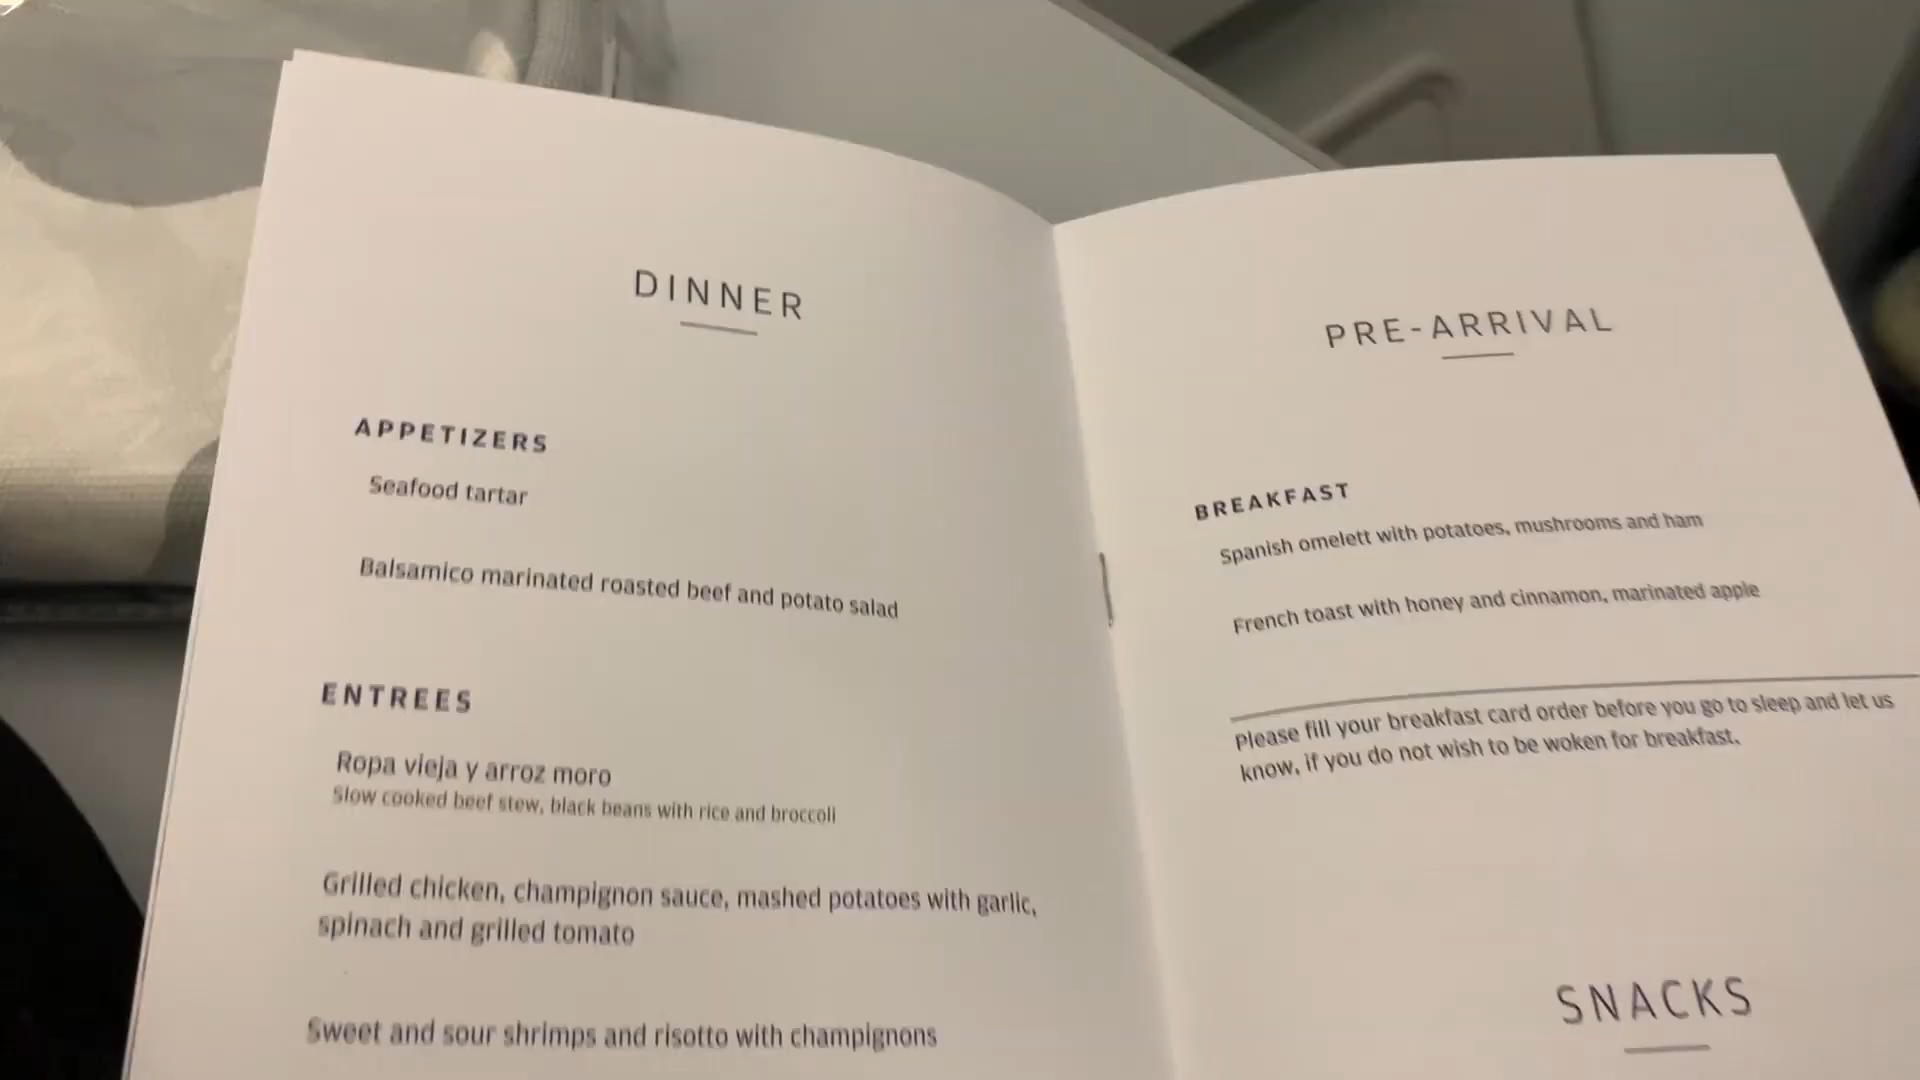 DINNER
APPETIZERS
Seafood tartar
Balsamico marinated roasted beef and potato salad
ENTREES
Ropa vieja y arroz moro
Slow cooked beef stew, black beans with rice and broccoli
Grilled chicken, champignon sauce, mashed potatoes with garlic,
spinach and grilled tomato
Sweet and sour shrimps and risotto with champignons
PRE-ARRIVAL
BREAKFAST
Spanish omelett with potatoes, mushrooms and ham
French toast with honey and cinnamon, marinated apple
Please fill your breakfast card order before you go to sleep and let us
know, if you do not wish to be woken for breakfast.
SNACKS